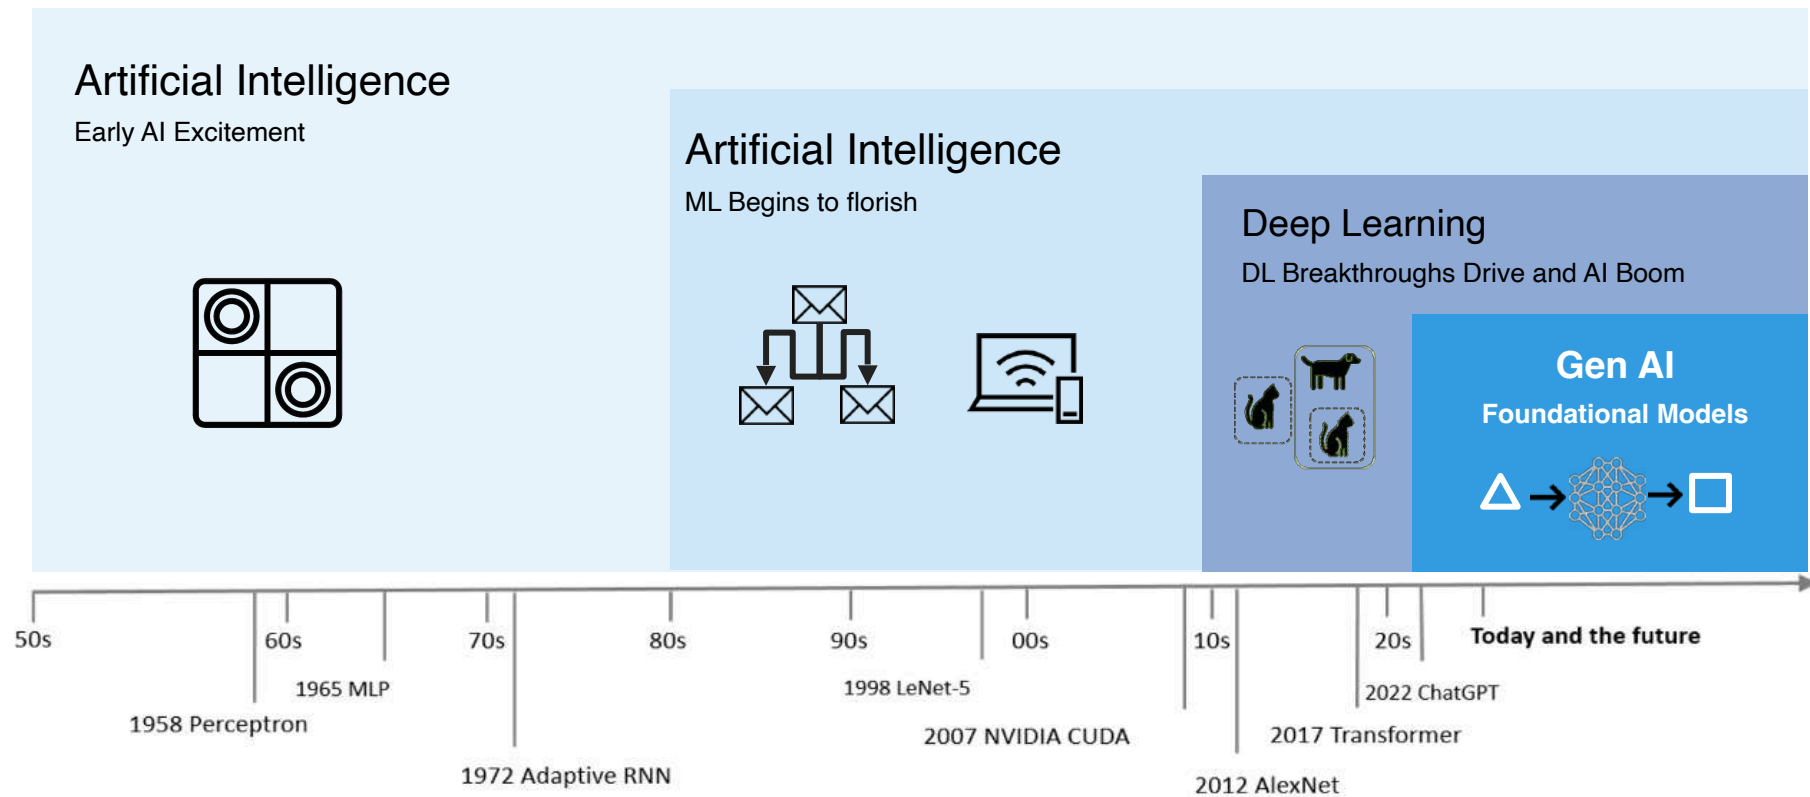 Artificial Intelligence
Early AI Excitement
Artificial Intelligence
ML Begins to florish
Deep Learning
DL Breakthroughs Drive and AI Boom
Gen AI
Foundational Models
50s
60s
70s
80s
90s
00s
10s
20s
Today and the future
1958 Perceptron
1965 MLP
1972 Adaptive RNN
1998 LeNet-5
2007 NVIDIA CUDA
2012 AlexNet
2017 Transformer
2022 ChatGPT